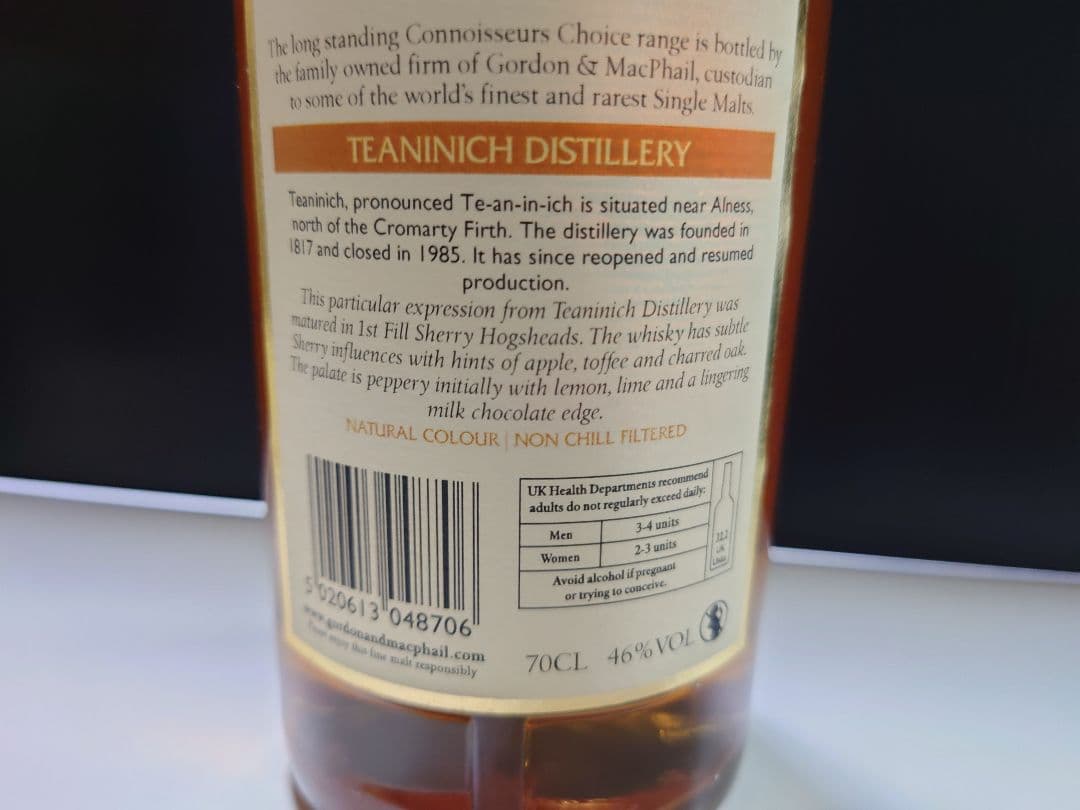 The long standing Connoisseurs Choice range is bottled by
the family owned firm of Gordon & MacPhail, custodian
to some of the world's finest and rarest Single Malts.
TEANINICH DISTILLERY
Teaninich, pronounced Te-an-in-ich is situated near Alness,
north of the Cromarty Firth. The distillery was founded in
1817 and closed in 1985. It has since reopened and resumed
production.
This particular expression from Teaninich Distillery was
matured in 1st Fill Sherry Hogsheads. The whisky has subtle
Sherry influences with hints of apple, toffee and charred oak.
The palate is peppery initially with lemon, lime and a lingering
milk chocolate edge.
NATURAL COLOUR | NON CHILL FILTERED
UK Health Departments recommend
adults do not regularly exceed daily:
Men 3-4 units
Women 2-3 units
Avoid alcohol if pregnant
or trying to conceive.
32.2
UK
Units
5 020613 048706
www.gordonandmacphail.com
Please enjoy this fine malt responsibly
70CL 46% VOL